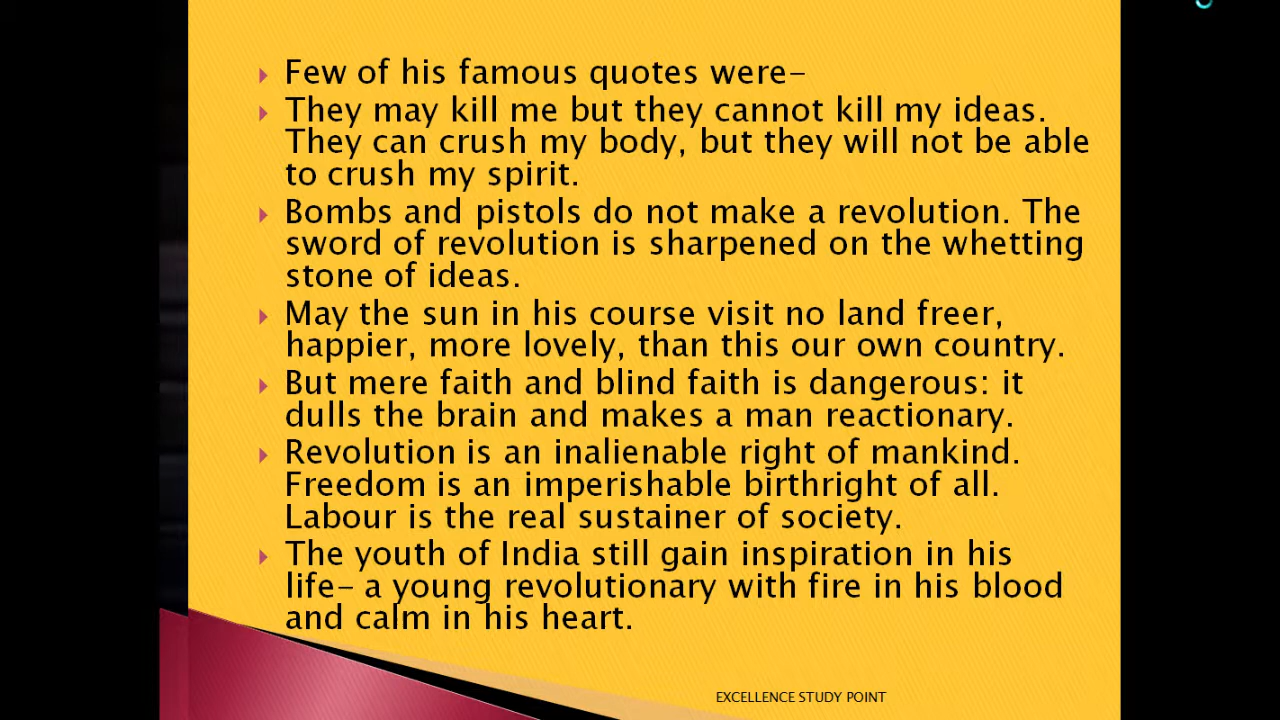 Few of his famous quotes were-
They may kill me but they cannot kill my ideas.
They can crush my body, but they will not be able
to crush my spirit.
Bombs and pistols do not make a revolution. The
sword of revolution is sharpened on the whetting
stone of ideas.
May the sun in his course visit no land freer,
happier, more lovely, than this our own country.
But mere faith and blind faith is dangerous: it
dulls the brain and makes a man reactionary.
Revolution is an inalienable right of mankind.
Freedom is an imperishable birthright of all.
Labour is the real sustainer of society.
The youth of India still gain inspiration in his
life- a young revolutionary with fire in his blood
and calm in his heart.
EXCELLENCE STUDY POINT